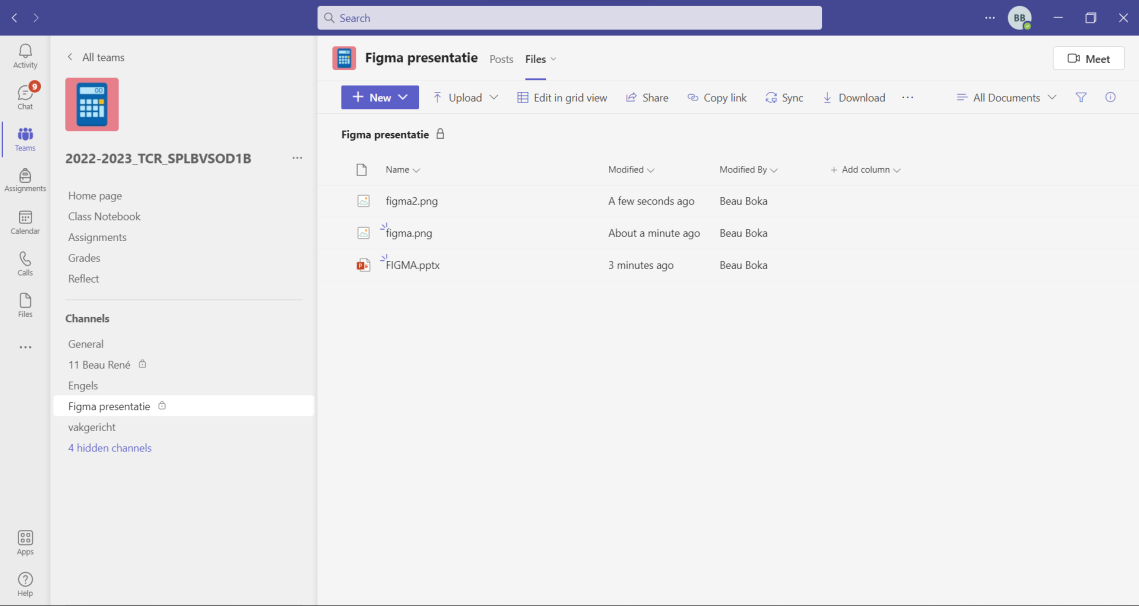 Search
BB
Activity
Chat
9
Teams
Assignments
Calendar
Calls
Files
Apps
Help
All teams
2022-2023_TCR_SPLBVSOD1B
Home page
Class Notebook
Assignments
Grades
Reflect
Channels
General
11 Beau René
Engels
Figma presentatie
vakgericht
4 hidden channels
Figma presentatie Posts Files
Meet
New Upload Edit in grid view Share Copy link Sync Download All Documents
Figma presentatie
Name Modified Modified By Add column
figma2.png A few seconds ago Beau Boka
figma.png About a minute ago Beau Boka
FIGMA.pptx 3 minutes ago Beau Boka